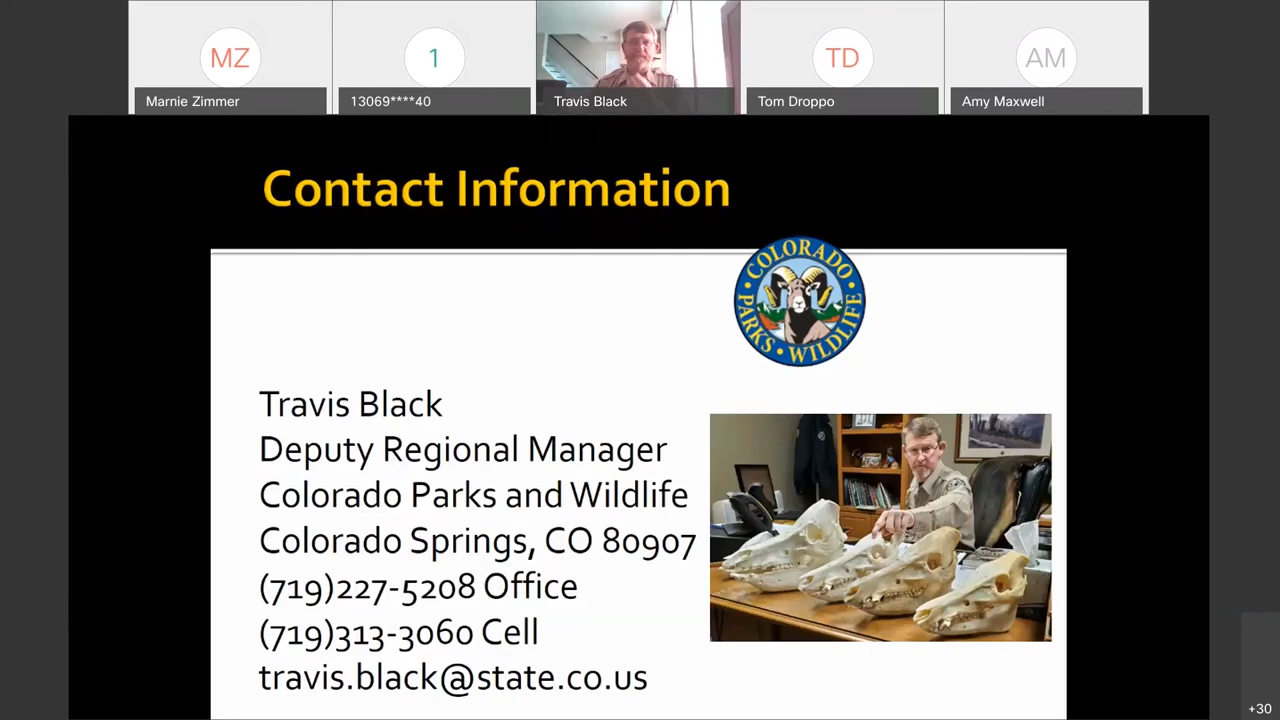 MZ
1
TD
AM
Marnie Zimmer
13069****40
Travis Black
Tom Droppo
Amy Maxwell
Contact Information
COLORADO
PARKS • WILDLIFE
Travis Black
Deputy Regional Manager
Colorado Parks and Wildlife
Colorado Springs, CO 80907
(719)227-5208 Office
(719)313-3060 Cell
travis.black@state.co.us
+30